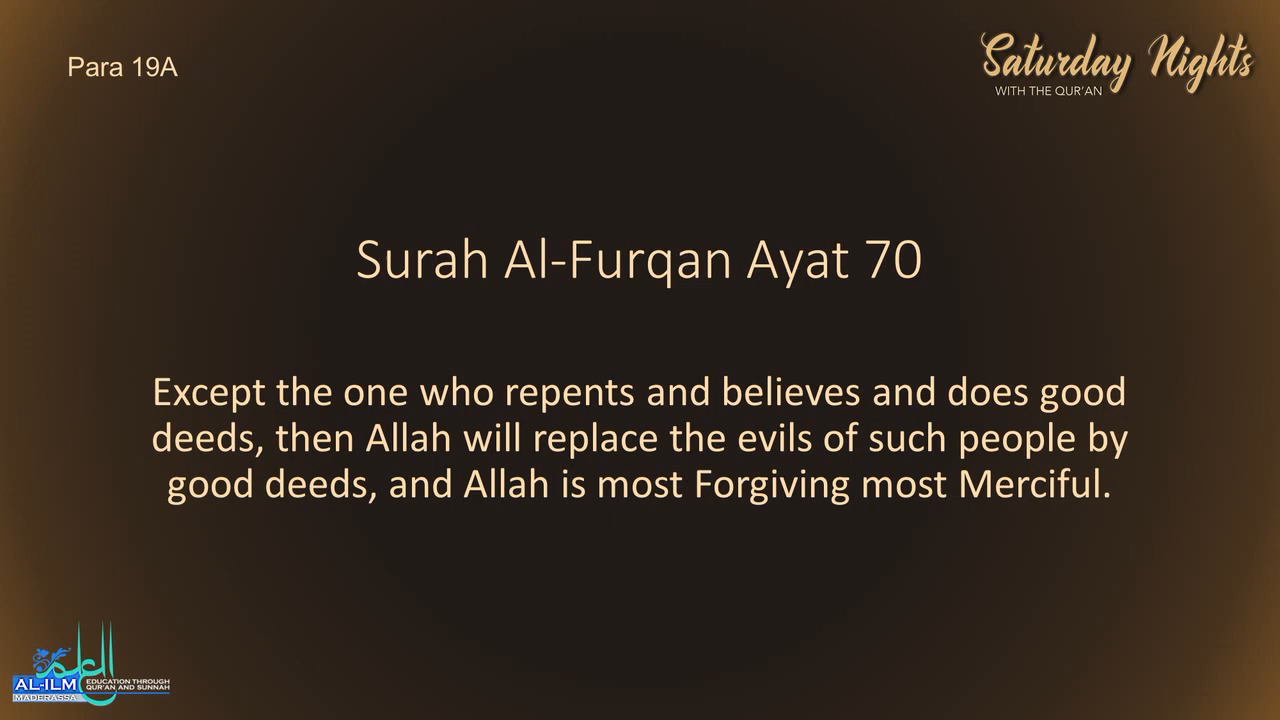 Para 19A
Saturday Nights
WITH THE QUR'AN
Surah Al-Furqan Ayat 70
Except the one who repents and believes and does good
deeds, then Allah will replace the evils of such people by
good deeds, and Allah is most Forgiving most Merciful.
العلم
AL-ILM
MADERASSA
EDUCATION THROUGH
QUR'AN AND SUNNAH